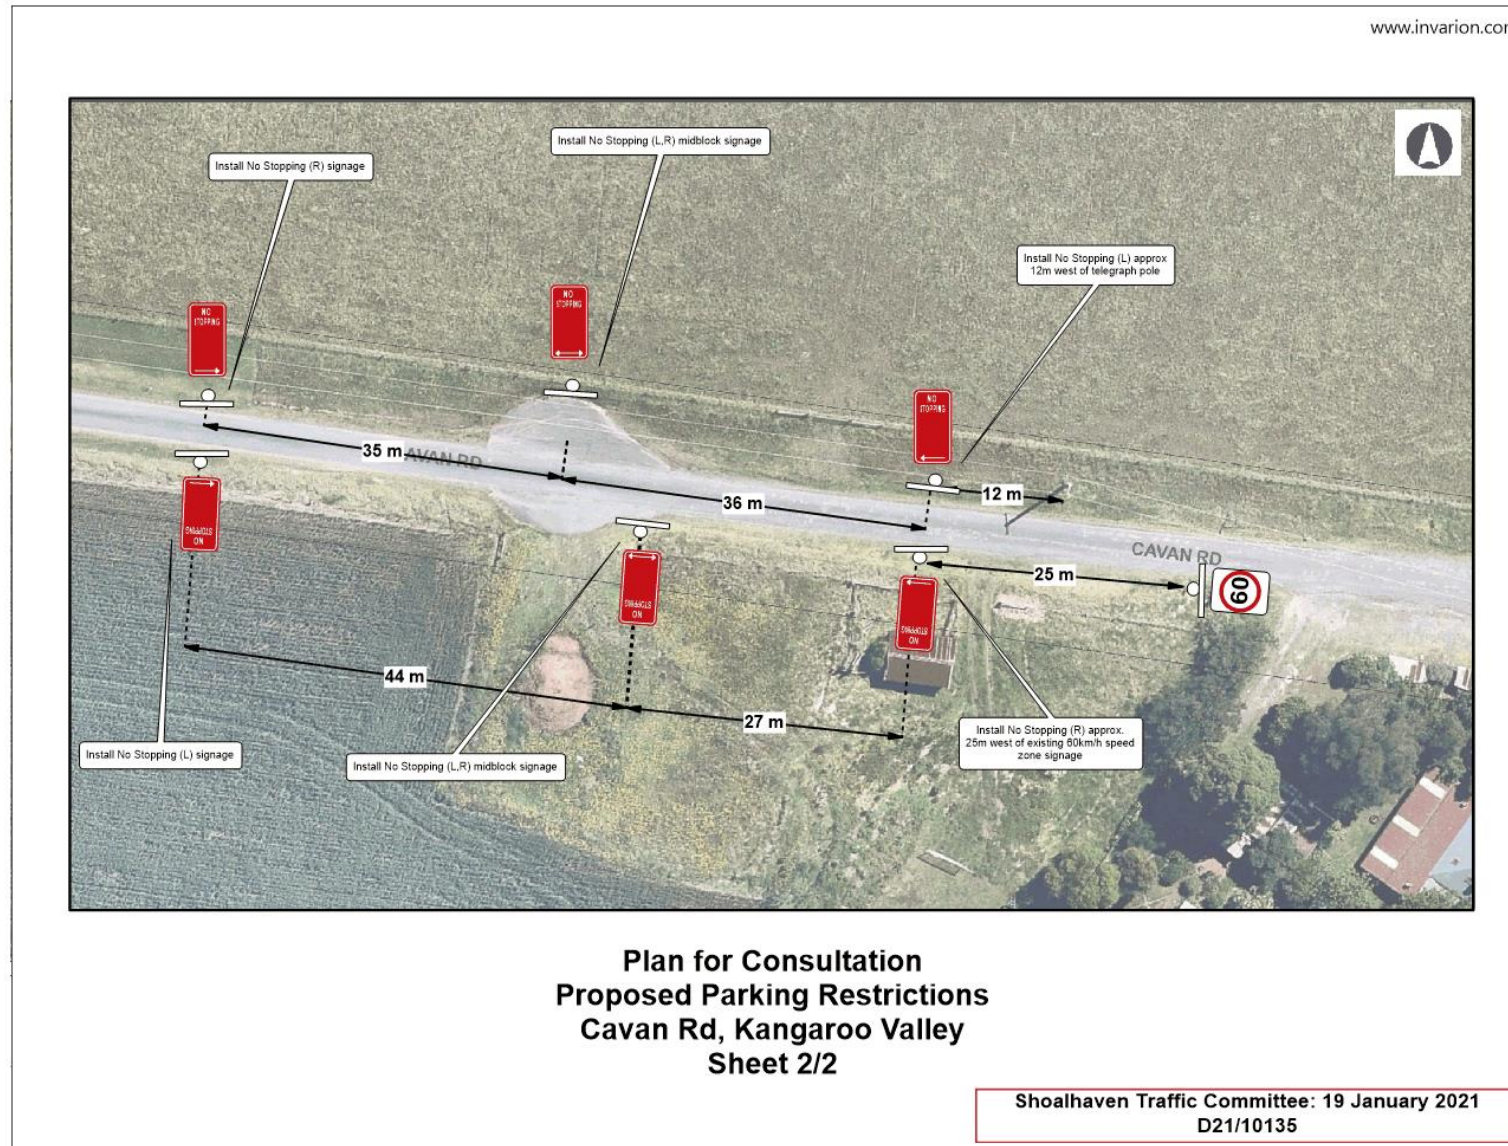 www.invarion.com
Install No Stopping (L,R) midblock signage
Install No Stopping (R) signage
Install No Stopping (L) approx
12m west of telegraph pole
NO
STOPPING
NO
STOPPING
NO
STOPPING
35 m
CAVAN RD
36 m
12 m
CAVAN RD
25 m
60
NO
STOPPING
NO
STOPPING
NO
STOPPING
44 m
27 m
Install No Stopping (L) signage
Install No Stopping (L,R) midblock signage
Install No Stopping (R) approx.
25m west of existing 60km/h speed
zone signage
Plan for Consultation
Proposed Parking Restrictions
Cavan Rd, Kangaroo Valley
Sheet 2/2
Shoalhaven Traffic Committee: 19 January 2021
D21/10135